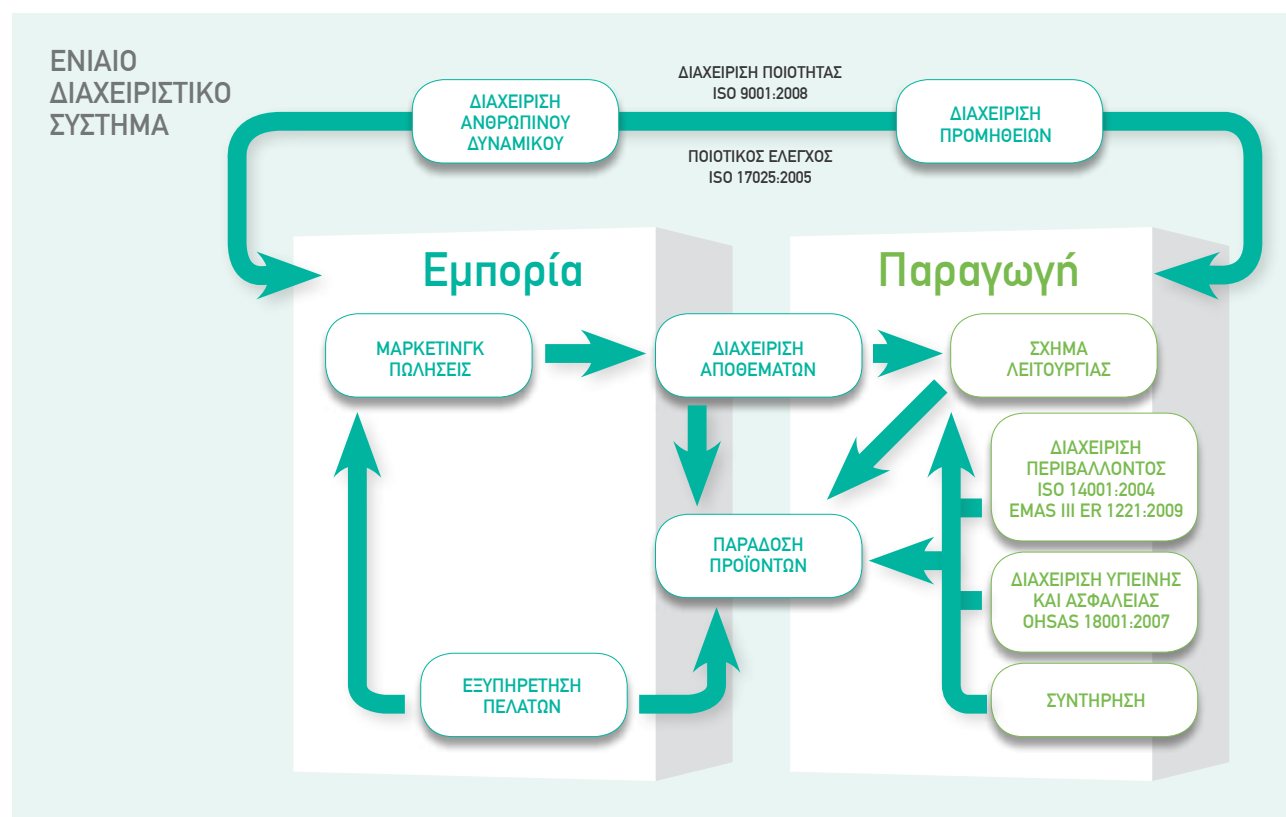 ΕΝΙΑΙΟ
ΔΙΑΧΕΙΡΙΣΤΙΚΟ
ΣΥΣΤΗΜΑ
ΔΙΑΧΕΙΡΙΣΗ ΠΟΙΟΤΗΤΑΣ
ISO 9001:2008
ΔΙΑΧΕΙΡΙΣΗ
ΑΝΘΡΩΠΙΝΟΥ
ΔΥΝΑΜΙΚΟΥ
ΔΙΑΧΕΙΡΙΣΗ
ΠΡΟΜΗΘΕΙΩΝ
ΠΟΙΟΤΙΚΟΣ ΕΛΕΓΧΟΣ
ISO 17025:2005
Εμπορία
Παραγωγή
ΜΑΡΚΕΤΙΝΓΚ
ΠΩΛΗΣΕΙΣ
ΔΙΑΧΕΙΡΙΣΗ
ΑΠΟΘΕΜΑΤΩΝ
ΣΧΗΜΑ
ΛΕΙΤΟΥΡΓΙΑΣ
ΔΙΑΧΕΙΡΙΣΗ
ΠΕΡΙΒΑΛΛΟΝΤΟΣ
ISO 14001:2004
EMAS III ER 1221:2009
ΠΑΡΑΔΟΣΗ
ΠΡΟΪΟΝΤΩΝ
ΔΙΑΧΕΙΡΙΣΗ ΥΓΙΕΙΝΗΣ
ΚΑΙ ΑΣΦΑΛΕΙΑΣ
OHSAS 18001:2007
ΕΞΥΠΗΡΕΤΗΣΗ
ΠΕΛΑΤΩΝ
ΣΥΝΤΗΡΗΣΗ